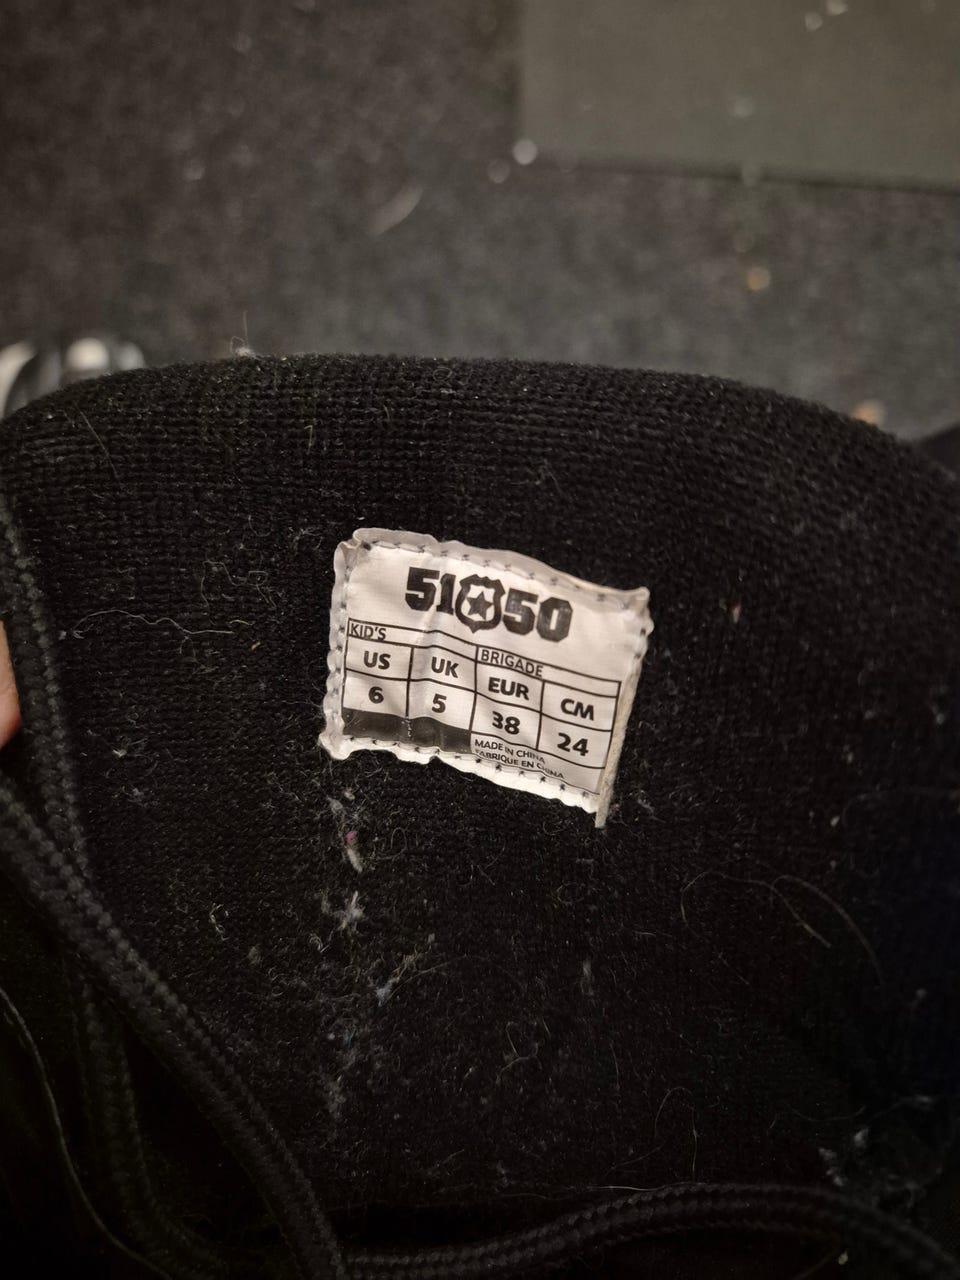 51 50
KID'S BRIGADE
US UK EUR CM
6 5 38 24
MADE IN CHINA
FABRIQUE EN CHINA